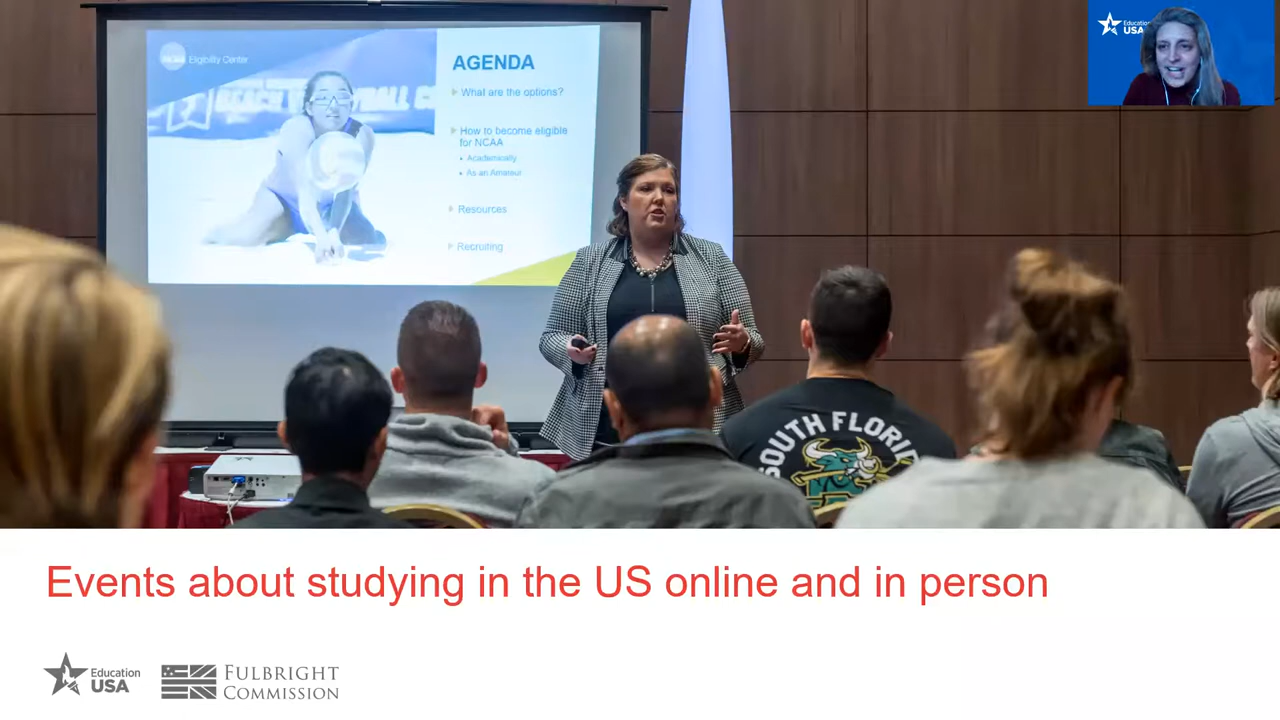 Education
USA
Eligibility Center
AGENDA
What are the options?
How to become eligible
for NCAA
Academically
As an Amateur
Resources
Recruiting
SOUTH FLORI
Events about studying in the US online and in person
Education
USA
FULBRIGHT
COMMISSION